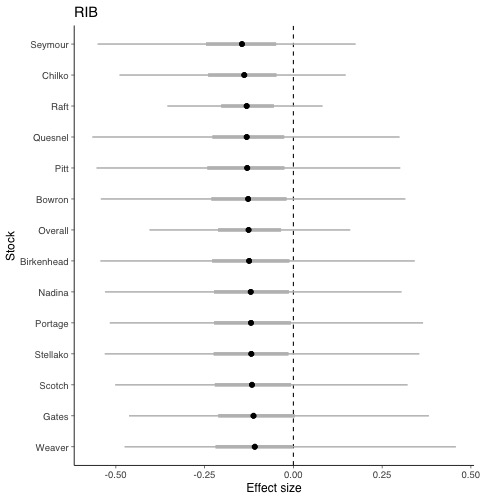 RIB
Stock
Seymour
Chilko
Raft
Quesnel
Pitt
Bowron
Overall
Birkenhead
Nadina
Portage
Stellako
Scotch
Gates
Weaver
-0.50 -0.25 0.00 0.25 0.50
Effect size